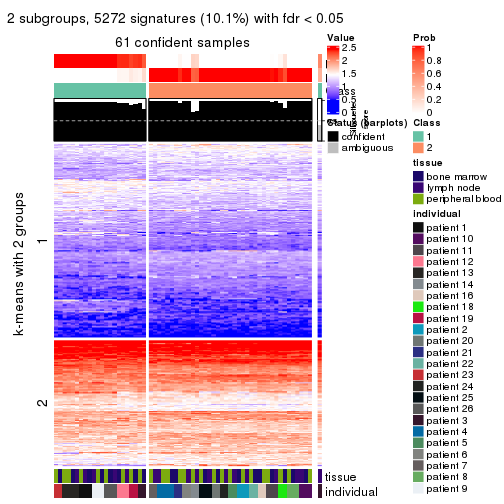 2 subgroups, 5272 signatures (10.1%) with fdr < 0.05
61 confident samples
k-means with 2 groups
1
2
Value
2.5
2
1.5
1
0.5
0
Prob
1
0.8
0.6
0.4
0.2
0
Status (barplots)
confident
ambiguous
Silhouette
score
Class
1
2
tissue
bone marrow
lymph node
peripheral blood
individual
patient 1
patient 10
patient 11
patient 12
patient 13
patient 14
patient 16
patient 18
patient 19
patient 2
patient 20
patient 21
patient 22
patient 23
patient 24
patient 25
patient 26
patient 3
patient 4
patient 5
patient 6
patient 7
patient 8
patient 9
tissue
individual